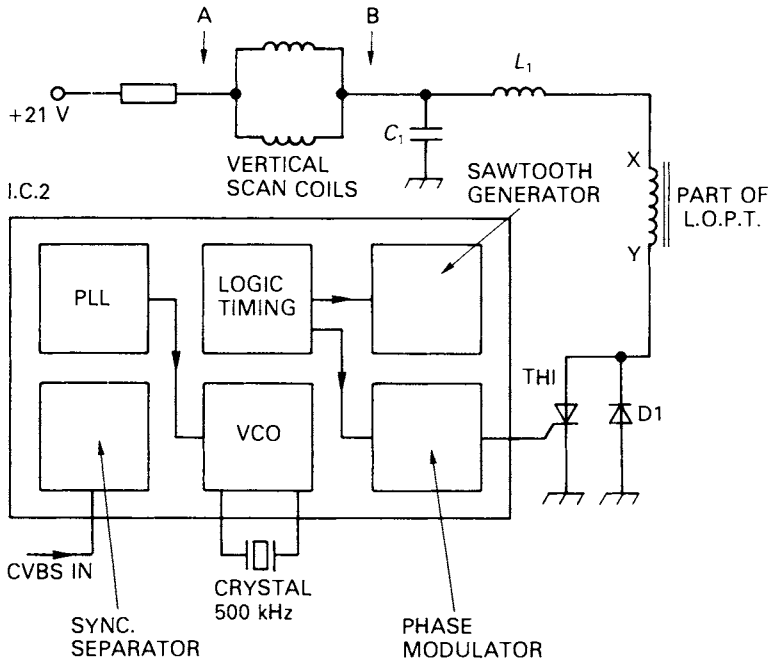 A
B
L₁
+21 V
C₁
VERTICAL
SCAN COILS
SAWTOOTH
GENERATOR
X
PART OF
L.O.P.T.
Y
I.C.2
PLL
LOGIC
TIMING
TH1
D1
VCO
CVBS IN
CRYSTAL
500 kHz
SYNC.
SEPARATOR
PHASE
MODULATOR